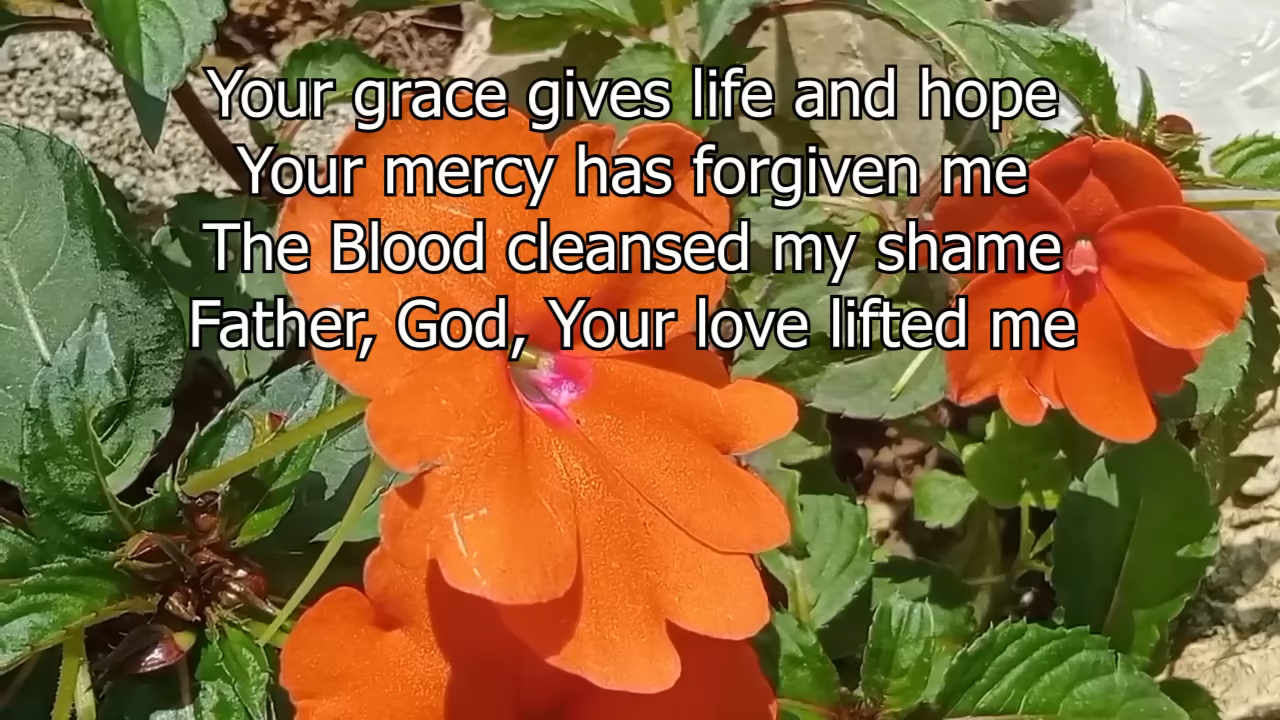 Your grace gives life and hope
Your mercy has forgiven me
The Blood cleansed my shame
Father, God, Your love lifted me